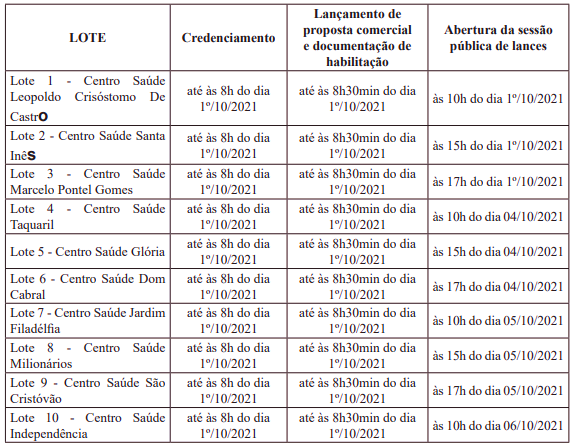 LOTE
Credenciamento
Lançamento de
proposta comercial
e documentação de
habilitação
Abertura da sessão
pública de lances
Lote 1 - Centro Saúde
Leopoldo Crisóstomo De
CastrO
até às 8h do dia
1º/10/2021
até às 8h30min do dia
1º/10/2021
às 10h do dia 1º/10/2021
Lote 2 - Centro Saúde Santa
InêS
até às 8h do dia
1º/10/2021
até às 8h30min do dia
1º/10/2021
às 15h do dia 1º/10/2021
Lote 3 - Centro Saúde
Marcelo Pontel Gomes
até às 8h do dia
1º/10/2021
até às 8h30min do dia
1º/10/2021
às 17h do dia 1º/10/2021
Lote 4 - Centro Saúde
Taquaril
até às 8h do dia
1º/10/2021
até às 8h30min do dia
1º/10/2021
às 10h do dia 04/10/2021
Lote 5 - Centro Saúde Glória
até às 8h do dia
1º/10/2021
até às 8h30min do dia
1º/10/2021
às 15h do dia 04/10/2021
Lote 6 - Centro Saúde Dom
Cabral
até às 8h do dia
1º/10/2021
até às 8h30min do dia
1º/10/2021
às 17h do dia 04/10/2021
Lote 7 - Centro Saúde Jardim
Filadélfia
até às 8h do dia
1º/10/2021
até às 8h30min do dia
1º/10/2021
às 10h do dia 05/10/2021
Lote 8 - Centro Saúde
Milionários
até às 8h do dia
1º/10/2021
até às 8h30min do dia
1º/10/2021
às 15h do dia 05/10/2021
Lote 9 - Centro Saúde São
Cristóvão
até às 8h do dia
1º/10/2021
até às 8h30min do dia
1º/10/2021
às 17h do dia 05/10/2021
Lote 10 - Centro Saúde
Independência
até às 8h do dia
1º/10/2021
até às 8h30min do dia
1º/10/2021
às 10h do dia 06/10/2021